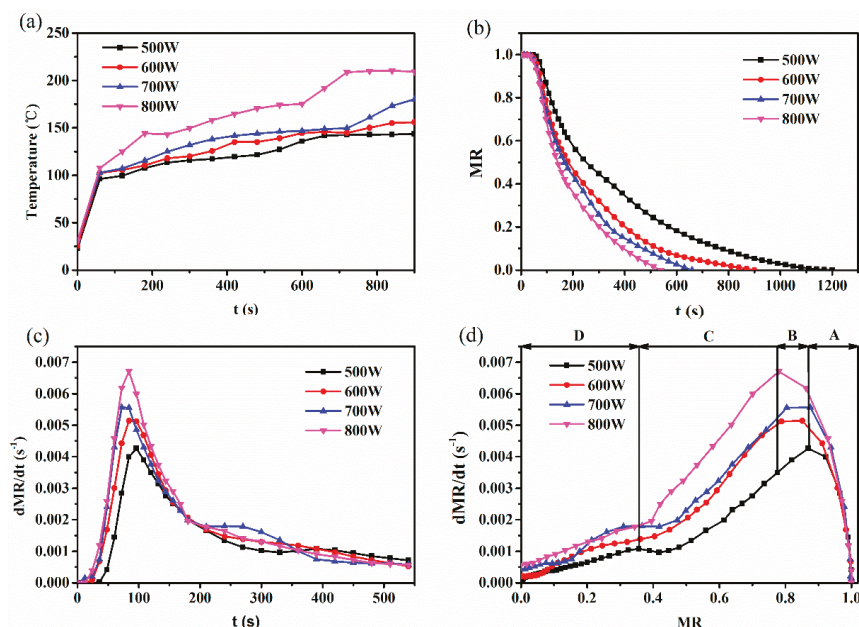 (a)
500W
600W
700W
800W
Temperature (℃)
250
200
150
100
50
0
0 200 400 600 800
t (s)
(b)
500W
600W
700W
800W
MR
1.0
0.8
0.6
0.4
0.2
0.0
0 200 400 600 800 1000 1200
t (s)
(c)
500W
600W
700W
800W
dMR/dt (s⁻¹)
0.007
0.006
0.005
0.004
0.003
0.002
0.001
0.000
0 100 200 300 400 500
t (s)
(d)
D C B A
500W
600W
700W
800W
dMR/dt (s⁻¹)
0.007
0.006
0.005
0.004
0.003
0.002
0.001
0.000
0.0 0.2 0.4 0.6 0.8 1.0
MR